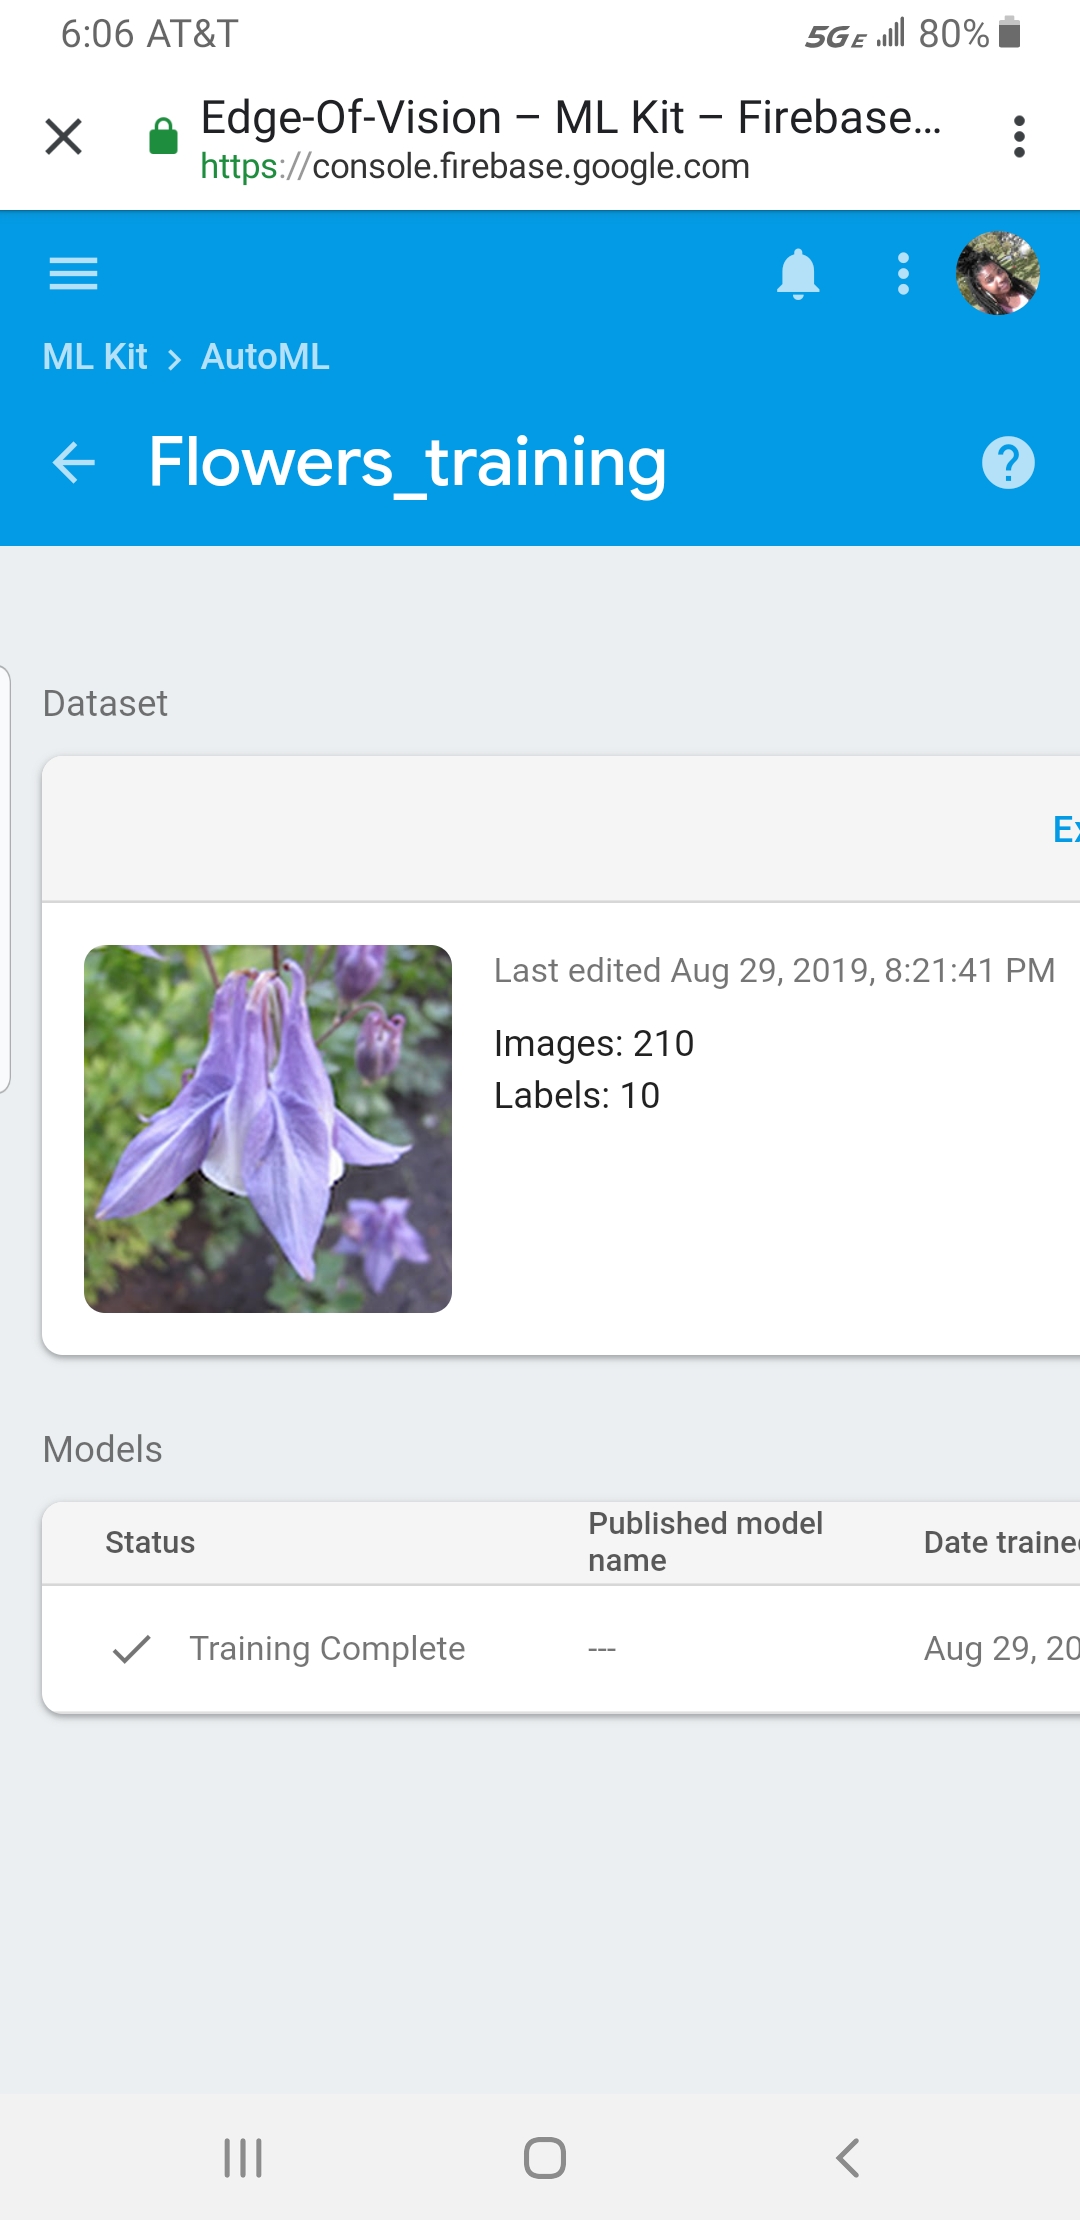 6:06 AT&T 5G E 80%
Edge-Of-Vision – ML Kit – Firebase...
https://console.firebase.google.com
ML Kit > AutoML
Flowers_training
?
Dataset
Last edited Aug 29, 2019, 8:21:41 PM
Images: 210
Labels: 10
Models
Status Published model name Date
Training Complete --- Aug 29, 20